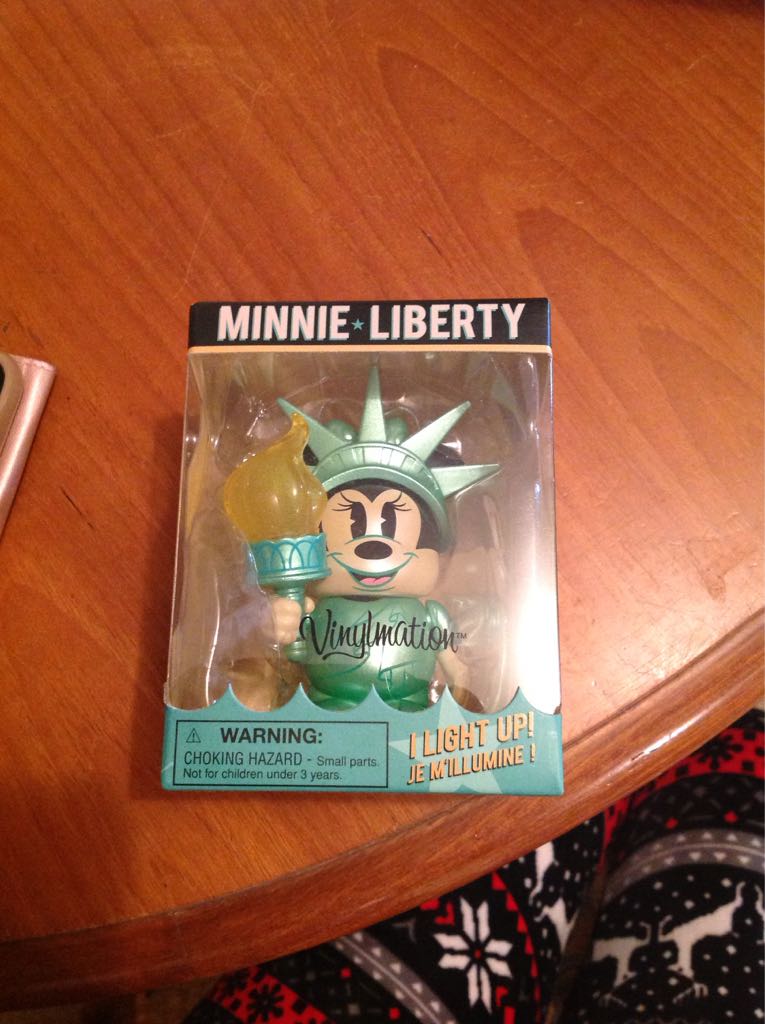 MINNIE★LIBERTY
Vinylmation™
⚠ WARNING:
CHOKING HAZARD - Small parts.
Not for children under 3 years.
I LIGHT UP!
JE M'ILLUMINE !